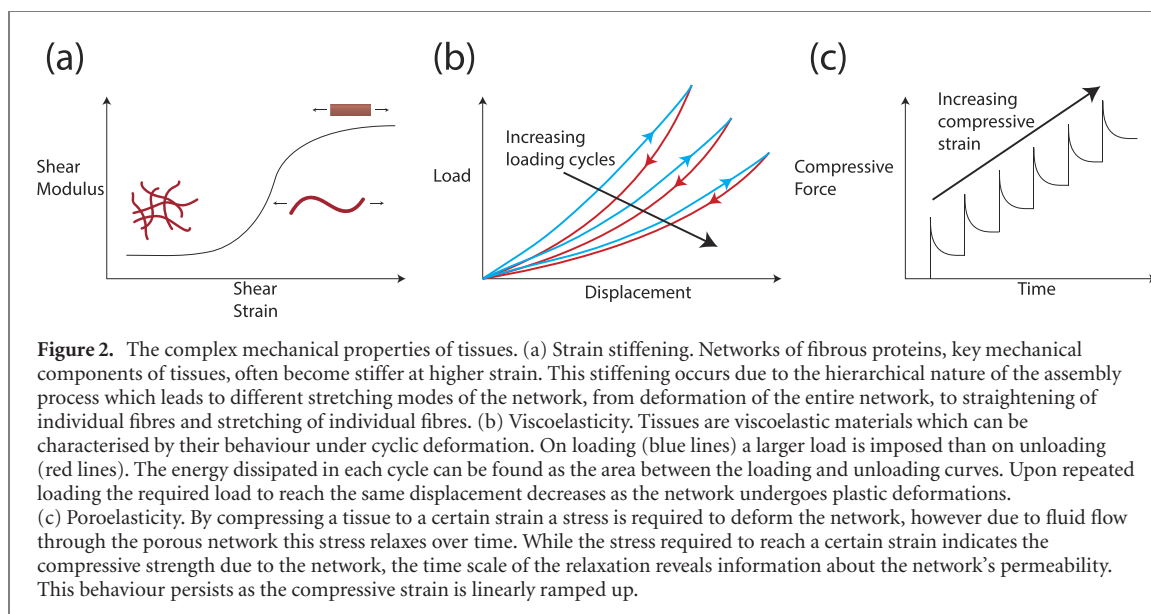 (a)
Shear
Modulus
Shear
Strain
(b)
Increasing
loading cycles
Load
Displacement
(c)
Increasing
compressive
strain
Compressive
Force
Time
Figure 2. The complex mechanical properties of tissues. (a) Strain stiffening. Networks of fibrous proteins, key mechanical
components of tissues, often become stiffer at higher strain. This stiffening occurs due to the hierarchical nature of the assembly
process which leads to different stretching modes of the network, from deformation of the entire network, to straightening of
individual fibres and stretching of individual fibres. (b) Viscoelasticity. Tissues are viscoelastic materials which can be
characterised by their behaviour under cyclic deformation. On loading (blue lines) a larger load is imposed than on unloading
(red lines). The energy dissipated in each cycle can be found as the area between the loading and unloading curves. Upon repeated
loading the required load to reach the same displacement decreases as the network undergoes plastic deformations.
(c) Poroelasticity. By compressing a tissue to a certain strain a stress is required to deform the network, however due to fluid flow
through the porous network this stress relaxes over time. While the stress required to reach a certain strain indicates the
compressive strength due to the network, the time scale of the relaxation reveals information about the network's permeability.
This behaviour persists as the compressive strain is linearly ramped up.